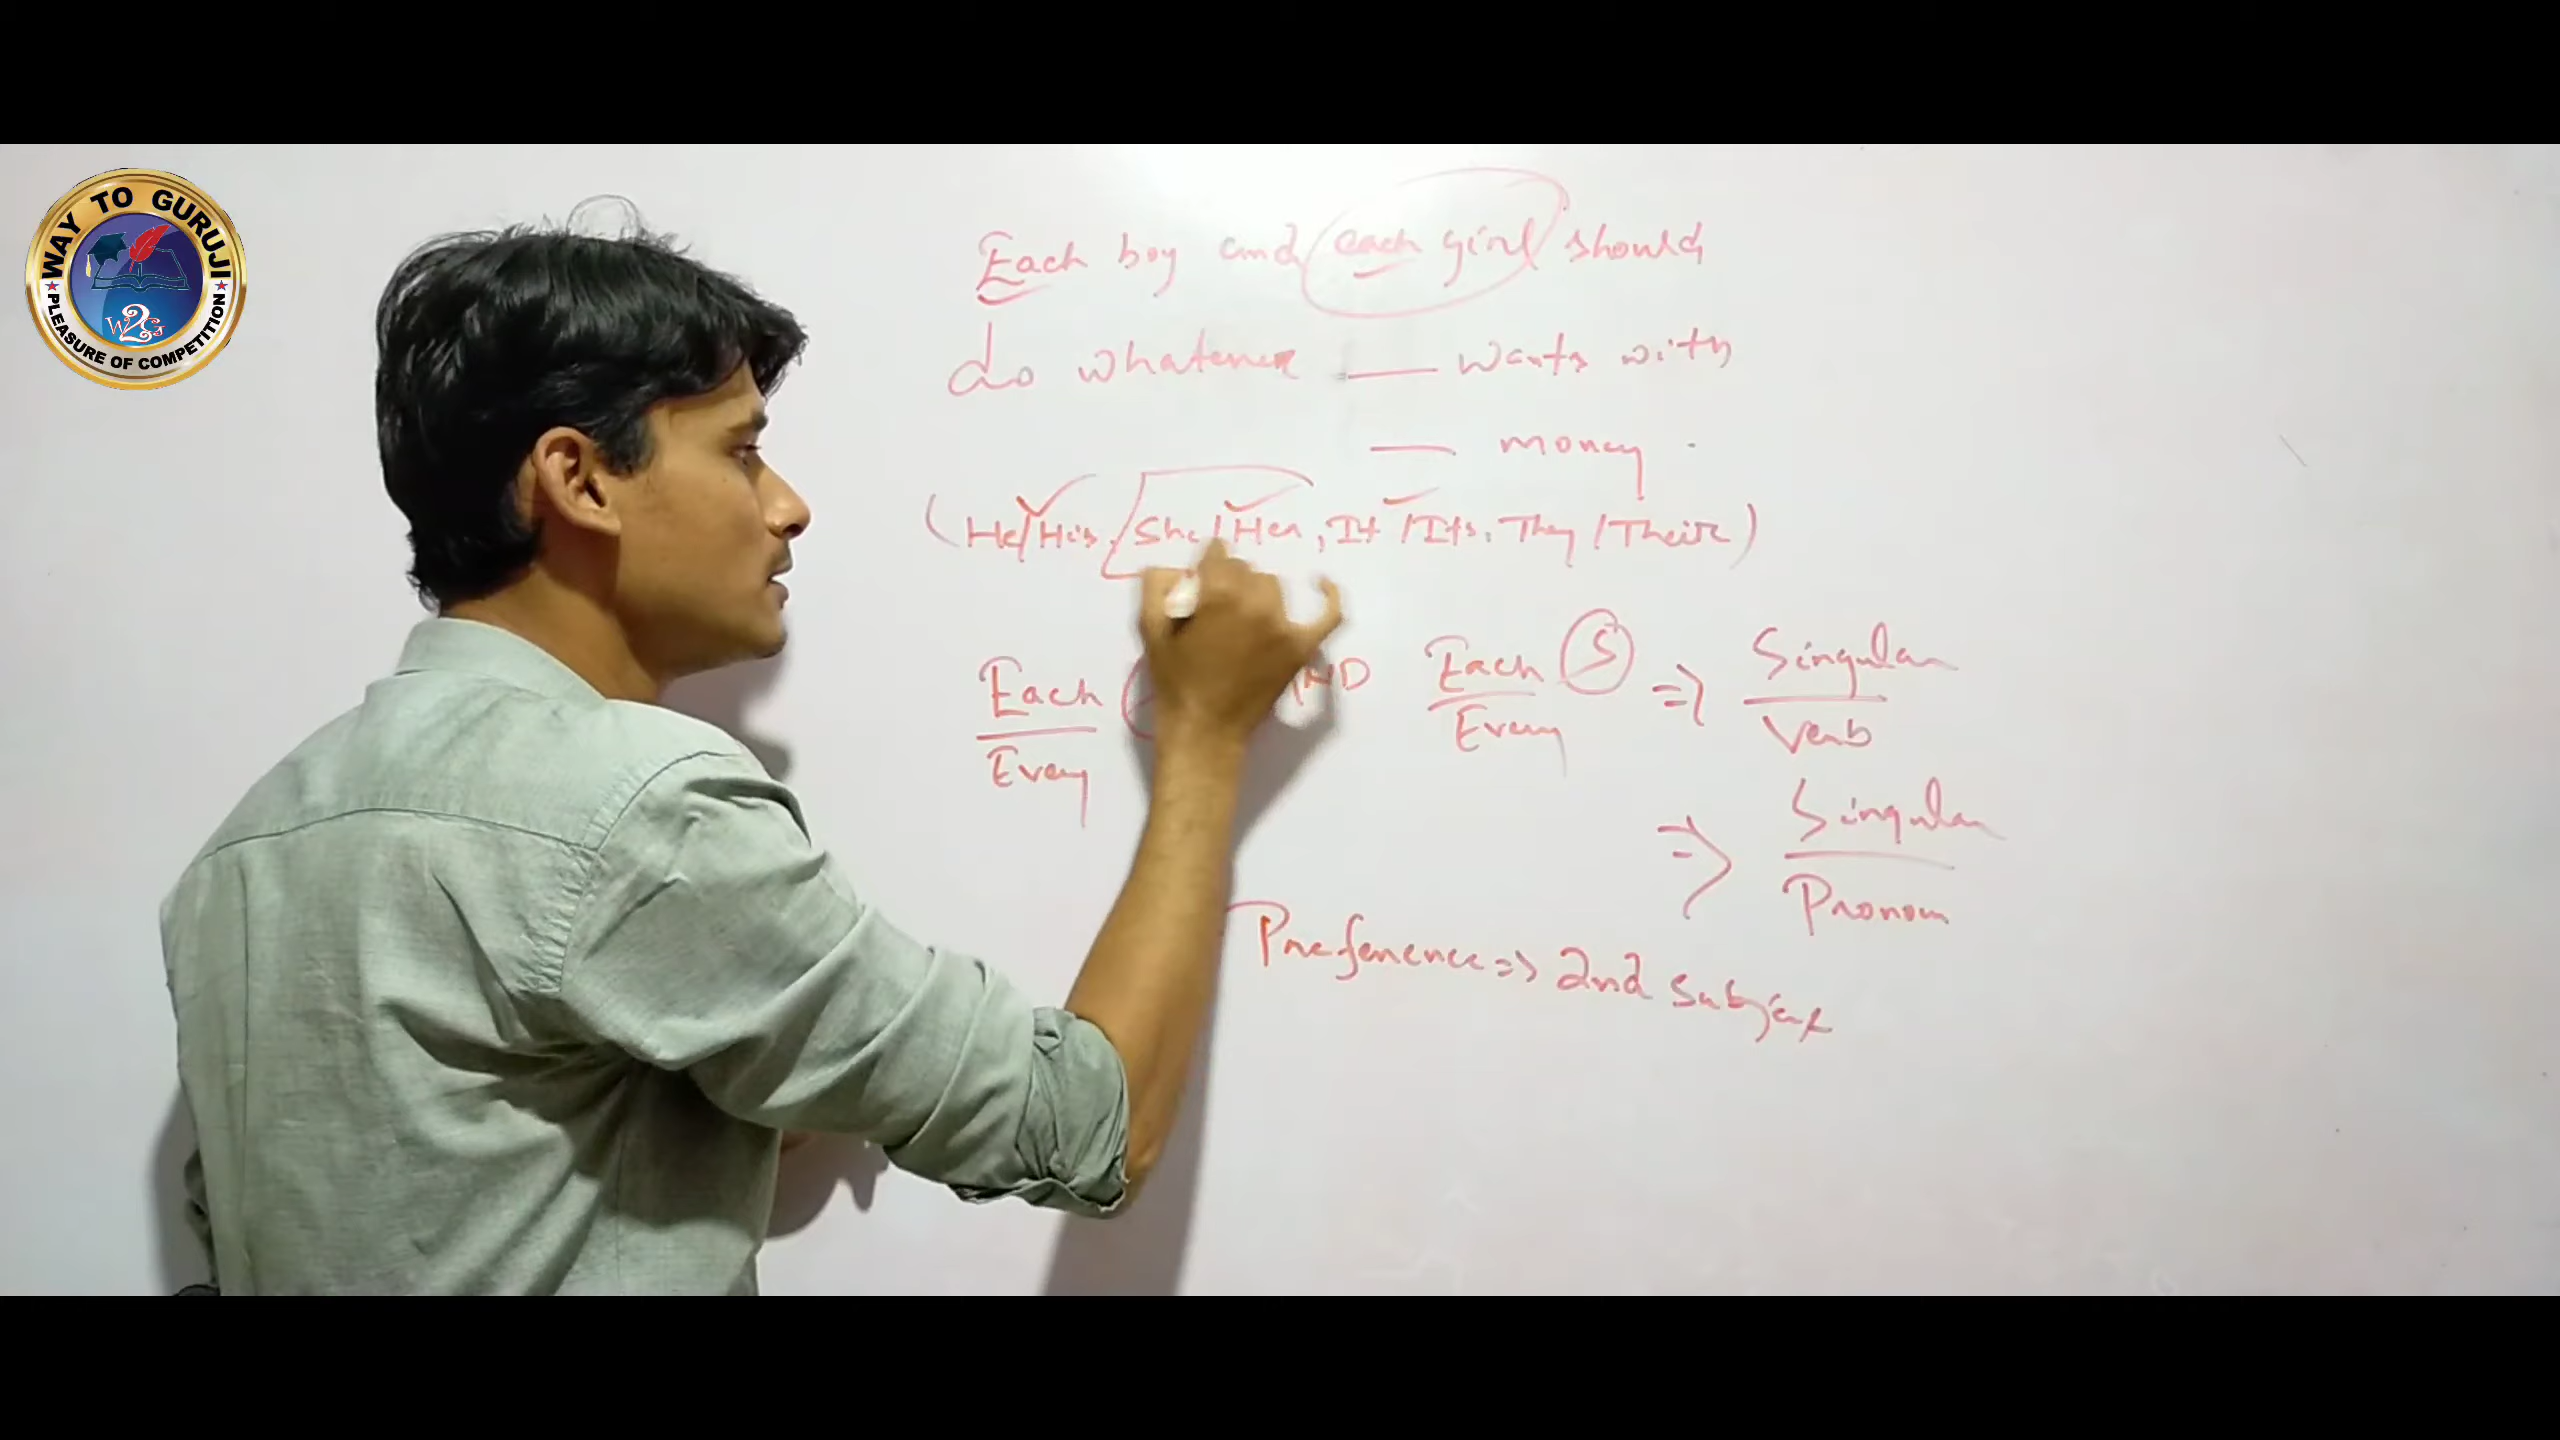 WAY TO GURUJI
W2G
PLEASURE OF COMPETITION
Each boy and each girl should
do whatever ___ wants with
___ money .
(He/His, She/Her, It/Its, They/Their)
Each AND Each S => Singular
Every Every Verb
=> Singular
Pronoun
Preference => 2nd Subject